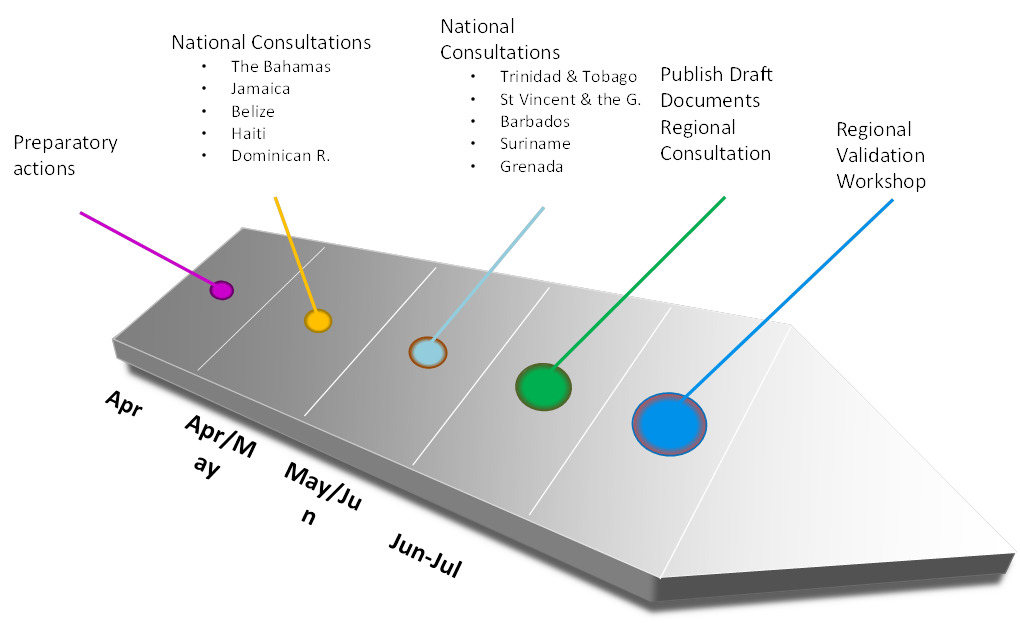 Preparatory
actions
National Consultations
• The Bahamas
• Jamaica
• Belize
• Haiti
• Dominican R.
National
Consultations
• Trinidad & Tobago
• St Vincent & the G.
• Barbados
• Suriname
• Grenada
Publish Draft
Documents
Regional
Consultation
Regional
Validation
Workshop
Apr
Apr/M
ay
May/Ju
n
Jun-Jul